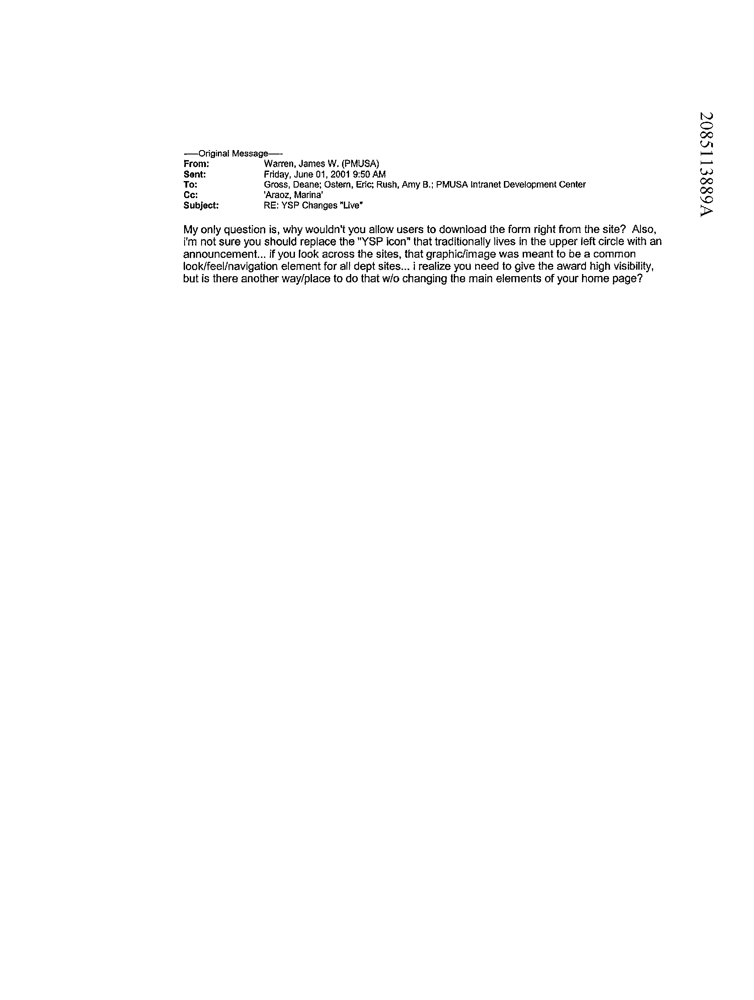 -----Original Message-----
From: Warren, James W. (PMUSA)
Sent: Friday, June 01, 2001 9:50 AM
To: Gross, Deane; Ostern, Eric; Rush, Amy B.; PMUSA Intranet Development Center
Cc: 'Araoz, Marina'
Subject: RE: YSP Changes "Live"
My only question is, why wouldn't you allow users to download the form right from the site? Also,
i'm not sure you should replace the "YSP icon" that traditionally lives in the upper left circle with an
announcement... if you look across the sites, that graphic/image was meant to be a common
look/feel/navigation element for all dept sites... i realize you need to give the award high visibility,
but is there another way/place to do that w/o changing the main elements of your home page?
2085113889A